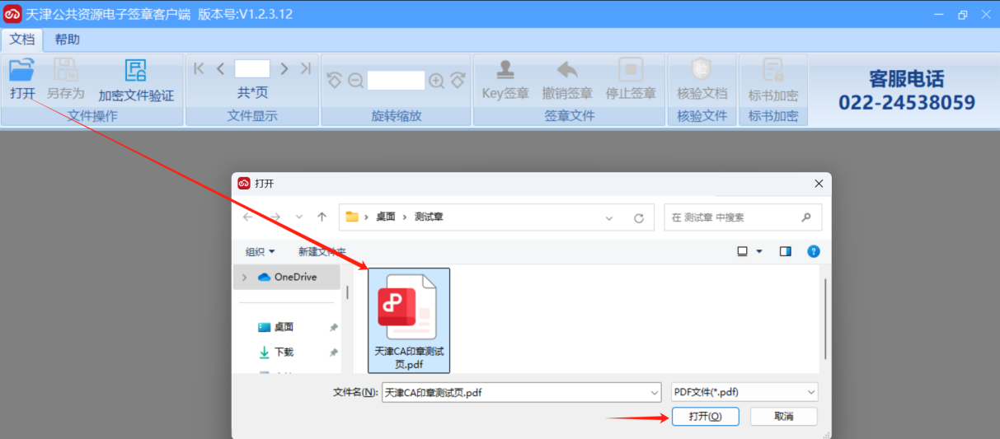 天津公共资源电子签章客户端 版本号:V1.2.3.12
文档 帮助
打开 另存为 加密文件验证
文件操作
共*页
文件显示
旋转缩放
Key签章 撤销签章 停止签章
签章文件
核验文档
核验文件
标书加密
标书加密
客服电话
022-24538059
打开
桌面 测试章
在 测试章 中搜索
组织 新建文件夹
OneDrive
桌面
下载
天津CA印章测试
页.pdf
文件名(N): 天津CA印章测试页.pdf PDF文件(*.pdf)
打开(O) 取消